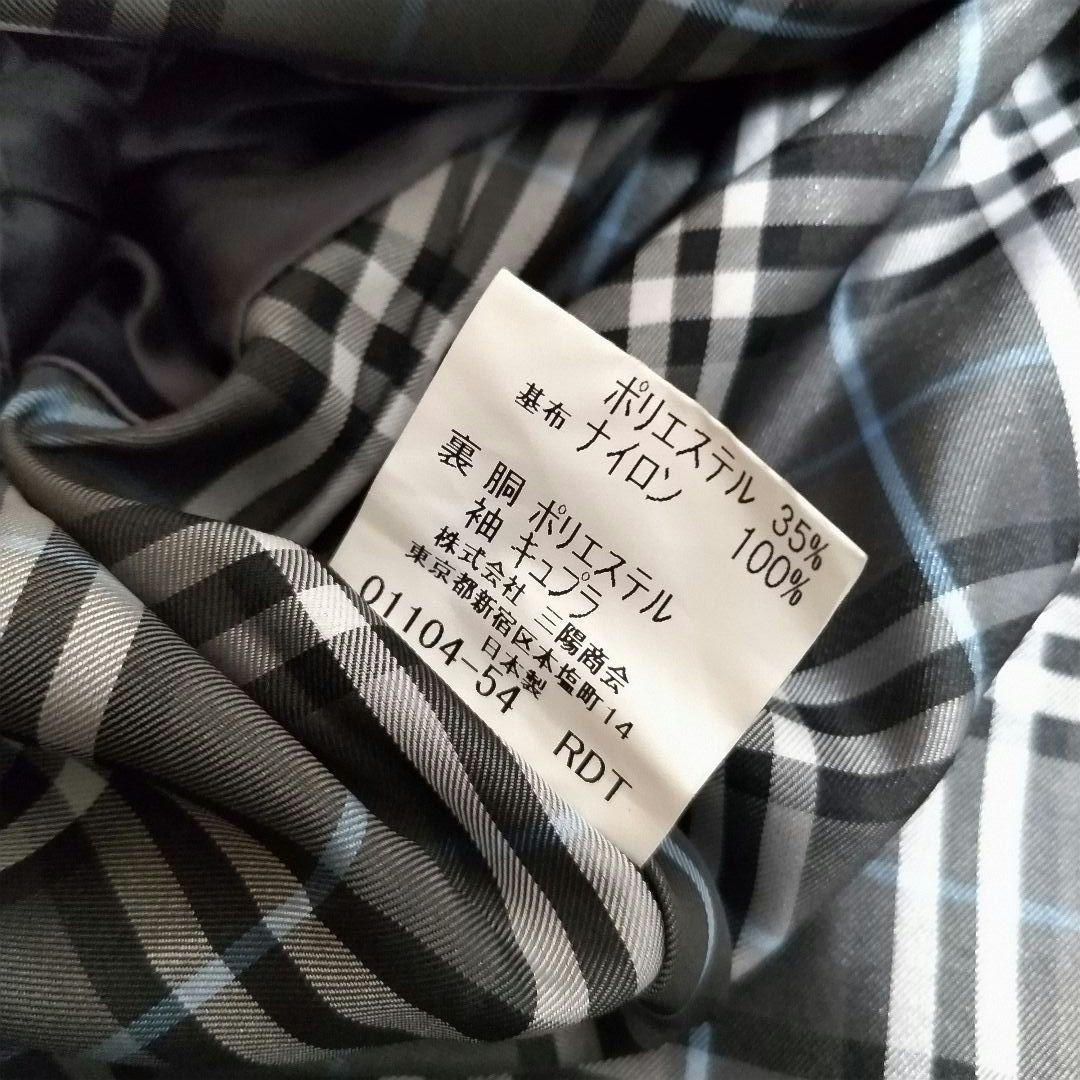 ポリエステル 35%
基布 ナイロン 100%
裏 胴 ポリエステル
袖 キュプラ
株式会社 三陽商会
東京都新宿区本塩町14
日本製
01104-54 RDT